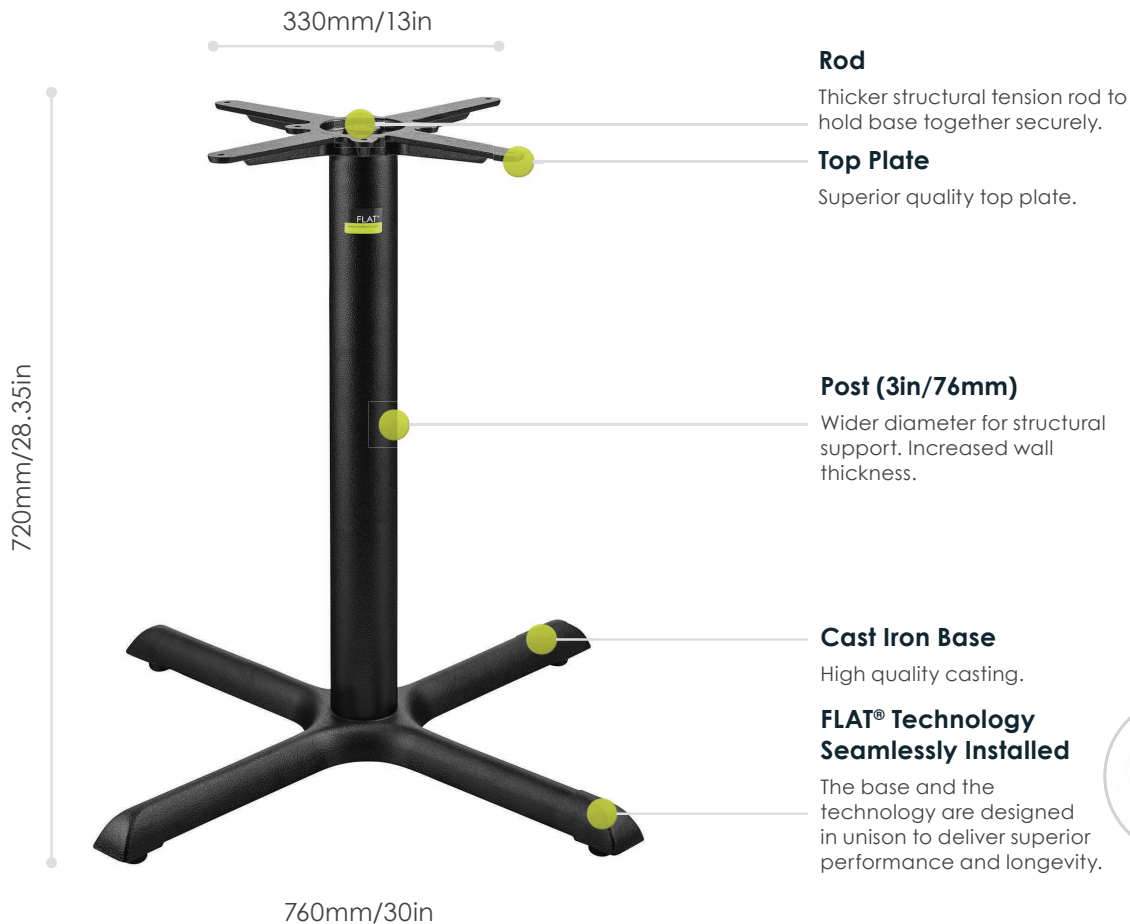 330mm/13in
Rod
Thicker structural tension rod to
hold base together securely.
Top Plate
Superior quality top plate.
FLAT®
720mm/28.35in
Post (3in/76mm)
Wider diameter for structural
support. Increased wall
thickness.
Cast Iron Base
High quality casting.
FLAT® Technology
Seamlessly Installed
The base and the
technology are designed
in unison to deliver superior
performance and longevity.
760mm/30in